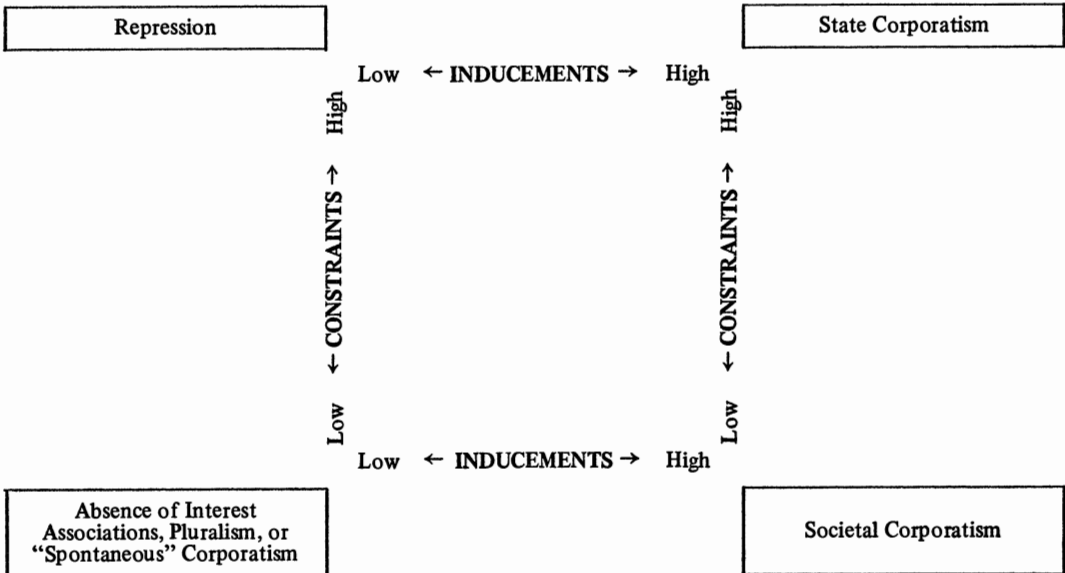 Repression
State Corporatism
Low ← INDUCEMENTS → High
← CONSTRAINTS →
High
Low
← CONSTRAINTS →
High
Low
Low ← INDUCEMENTS → High
Absence of Interest
Associations, Pluralism, or
“Spontaneous” Corporatism
Societal Corporatism